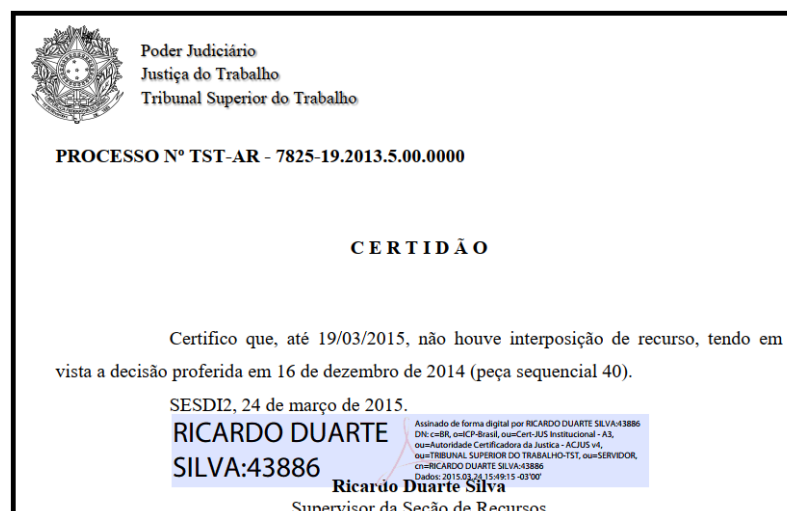 Poder Judiciário
Justiça do Trabalho
Tribunal Superior do Trabalho
PROCESSO Nº TST-AR - 7825-19.2013.5.00.0000
C E R T I D Ã O
Certifico que, até 19/03/2015, não houve interposição de recurso, tendo em
vista a decisão proferida em 16 de dezembro de 2014 (peça sequencial 40).
SESDI2, 24 de março de 2015.
RICARDO DUARTE
SILVA:43886
Assinado de forma digital por RICARDO DUARTE SILVA:43886
DN: c=BR, o=ICP-Brasil, ou=Cert-JUS Institucional - A3,
ou=Autoridade Certificadora da Justica - ACJUS v4,
ou=TRIBUNAL SUPERIOR DO TRABALHO-TST, ou=SERVIDOR,
cn=RICARDO DUARTE SILVA:43886
Dados: 2015.03.24 15:49:15 -03'00'
Ricardo Duarte Silva
Supervisor da Seção de Recursos